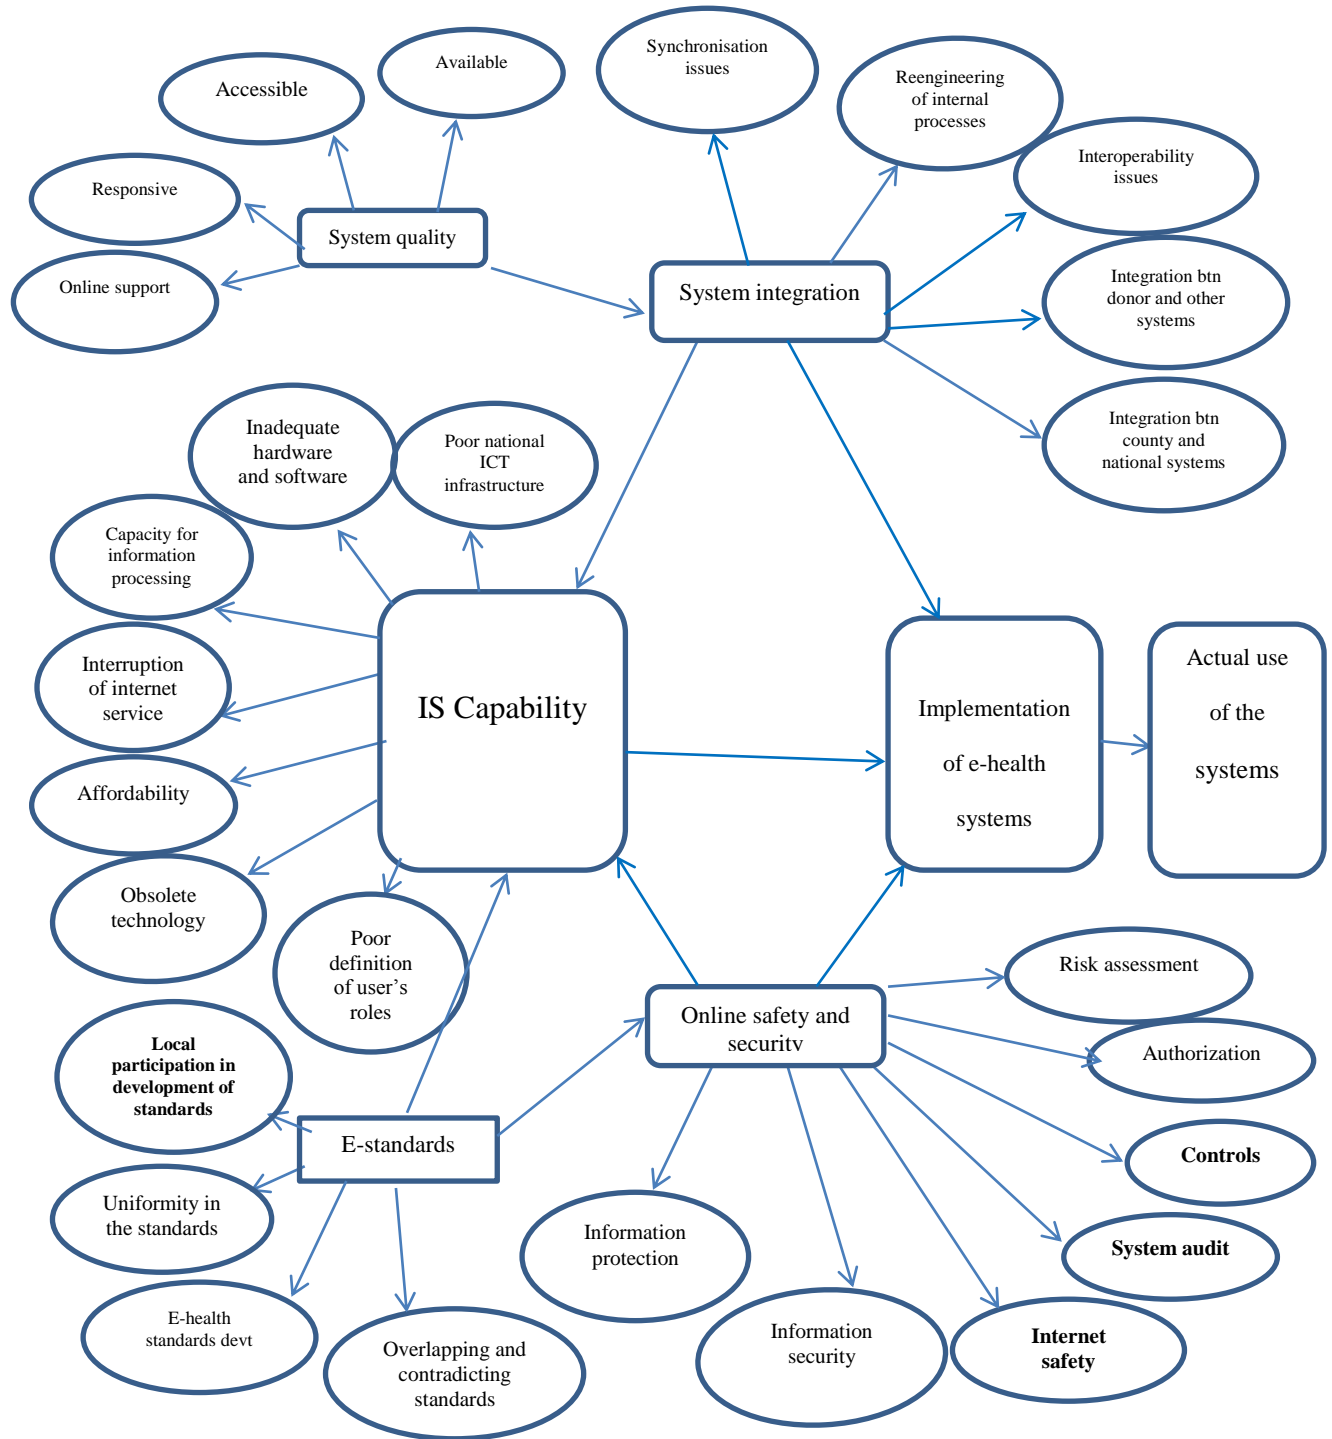 Synchronisation
issues
Available
Accessible
Reengineering
of internal
processes
Interoperability
issues
Responsive
System quality
Online support
System integration
Integration btn
donor and other
systems
Integration btn
county and
national systems
Inadequate
hardware
and software
Poor national
ICT
infrastructure
Capacity for
information
processing
Interruption
of internet
service
IS Capability
Affordability
Obsolete
technology
Poor
definition
of user’s
roles
Implementation
of e-health
systems
Actual use
of the
systems
Risk assessment
Online safety and
security
Authorization
Controls
System audit
Internet
safety
Information
security
Information
protection
Local
participation in
development of
standards
E-standards
Uniformity in
the standards
E-health
standards devt
Overlapping and
contradicting
standards